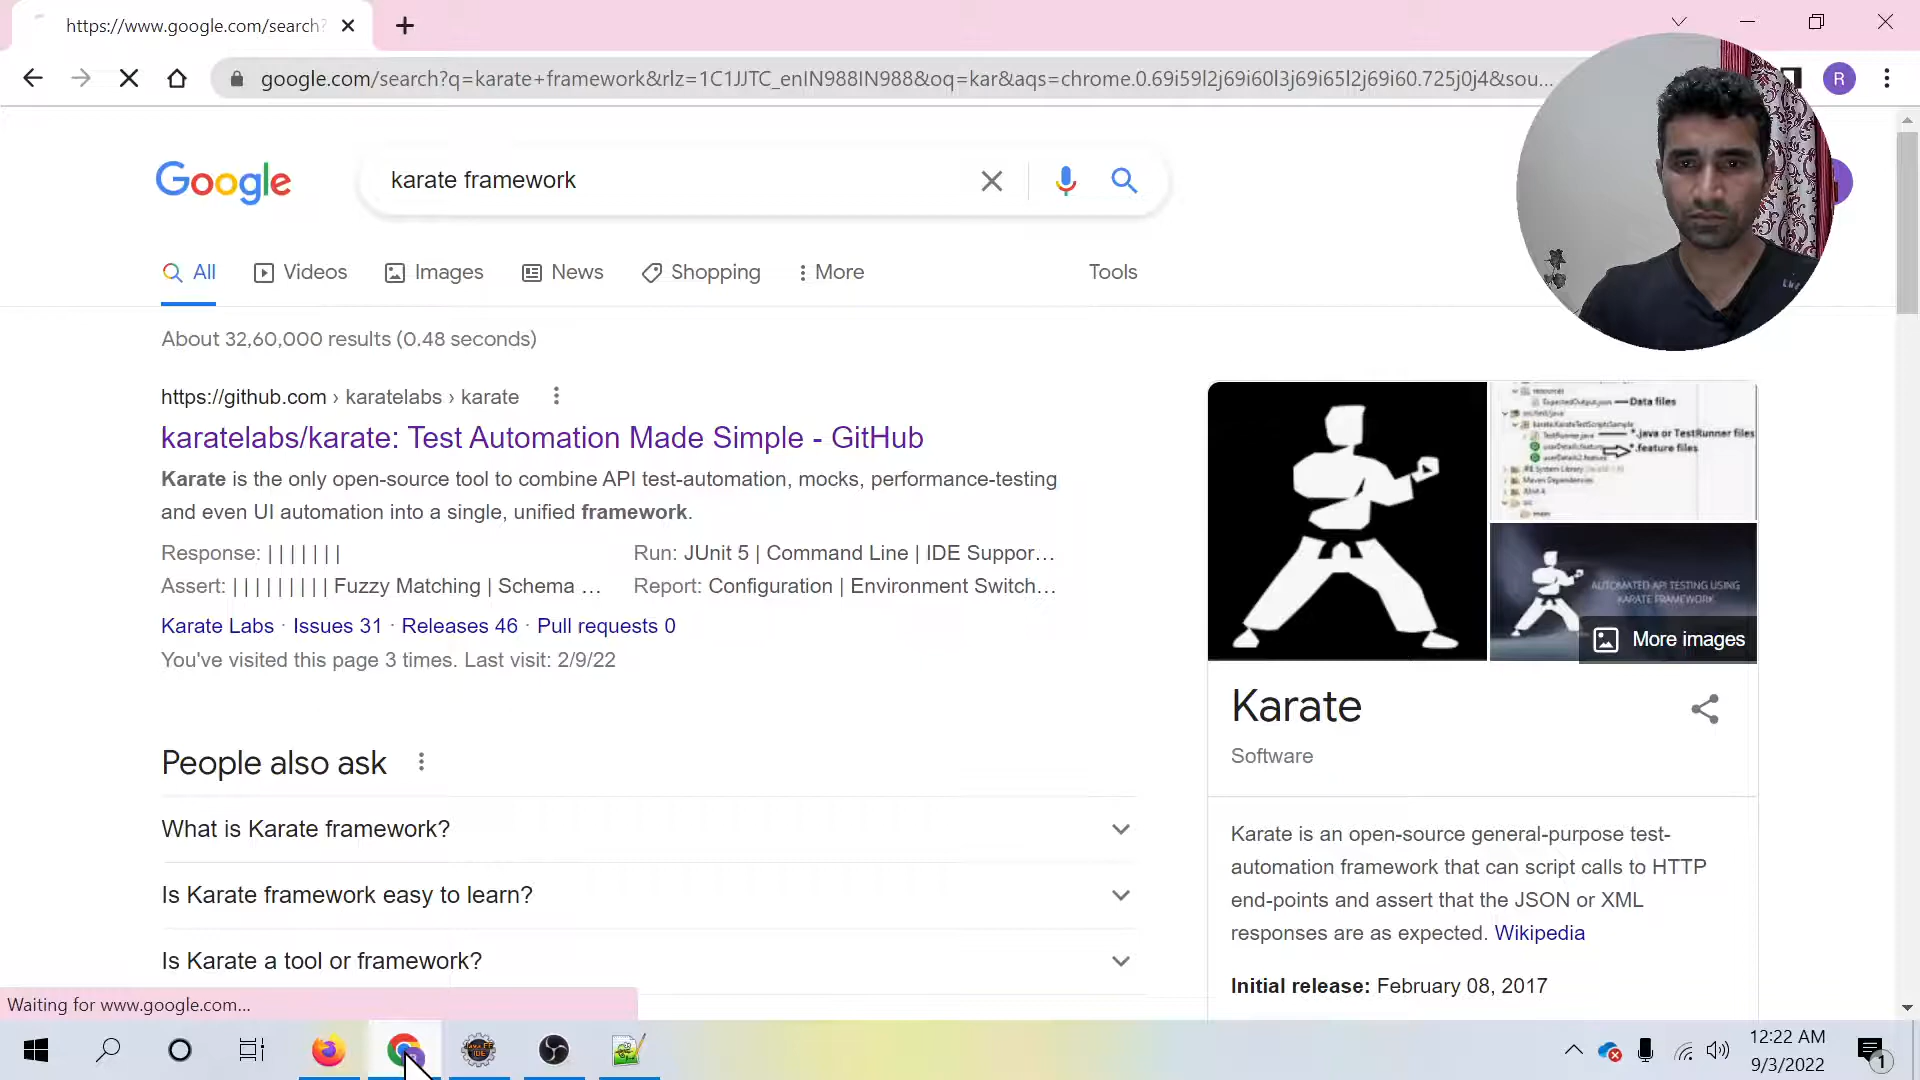 https://www.google.com/search?
google.com/search?q=karate+framework&rlz=1C1JJTC_enIN988IN988&oq=kar&aqs=chrome.0.69i59l2j69i60l3j69i65l2j69i60.725j0j4&sou...
R
Google
karate framework
All
Videos
Images
News
Shopping
More
Tools
About 32,60,000 results (0.48 seconds)
https://github.com › karatelabs › karate
karatelabs/karate: Test Automation Made Simple - GitHub
Karate is the only open-source tool to combine API test-automation, mocks, performance-testing
and even UI automation into a single, unified framework.
Response: | | | | | | |
Run: JUnit 5 | Command Line | IDE Suppor...
Assert: | | | | | | | | | Fuzzy Matching | Schema ...
Report: Configuration | Environment Switch...
Karate Labs · Issues 31 · Releases 46 · Pull requests 0
You've visited this page 3 times. Last visit: 2/9/22
People also ask
What is Karate framework?
Is Karate framework easy to learn?
Is Karate a tool or framework?
Data files
*.java or TestRunner files
*.feature files
AUTOMATED API TESTING USING
KARATE FRAMEWORK
More images
Karate
Software
Karate is an open-source general-purpose test-
automation framework that can script calls to HTTP
end-points and assert that the JSON or XML
responses are as expected. Wikipedia
Initial release: February 08, 2017
Waiting for www.google.com...
12:22 AM
9/3/2022
1